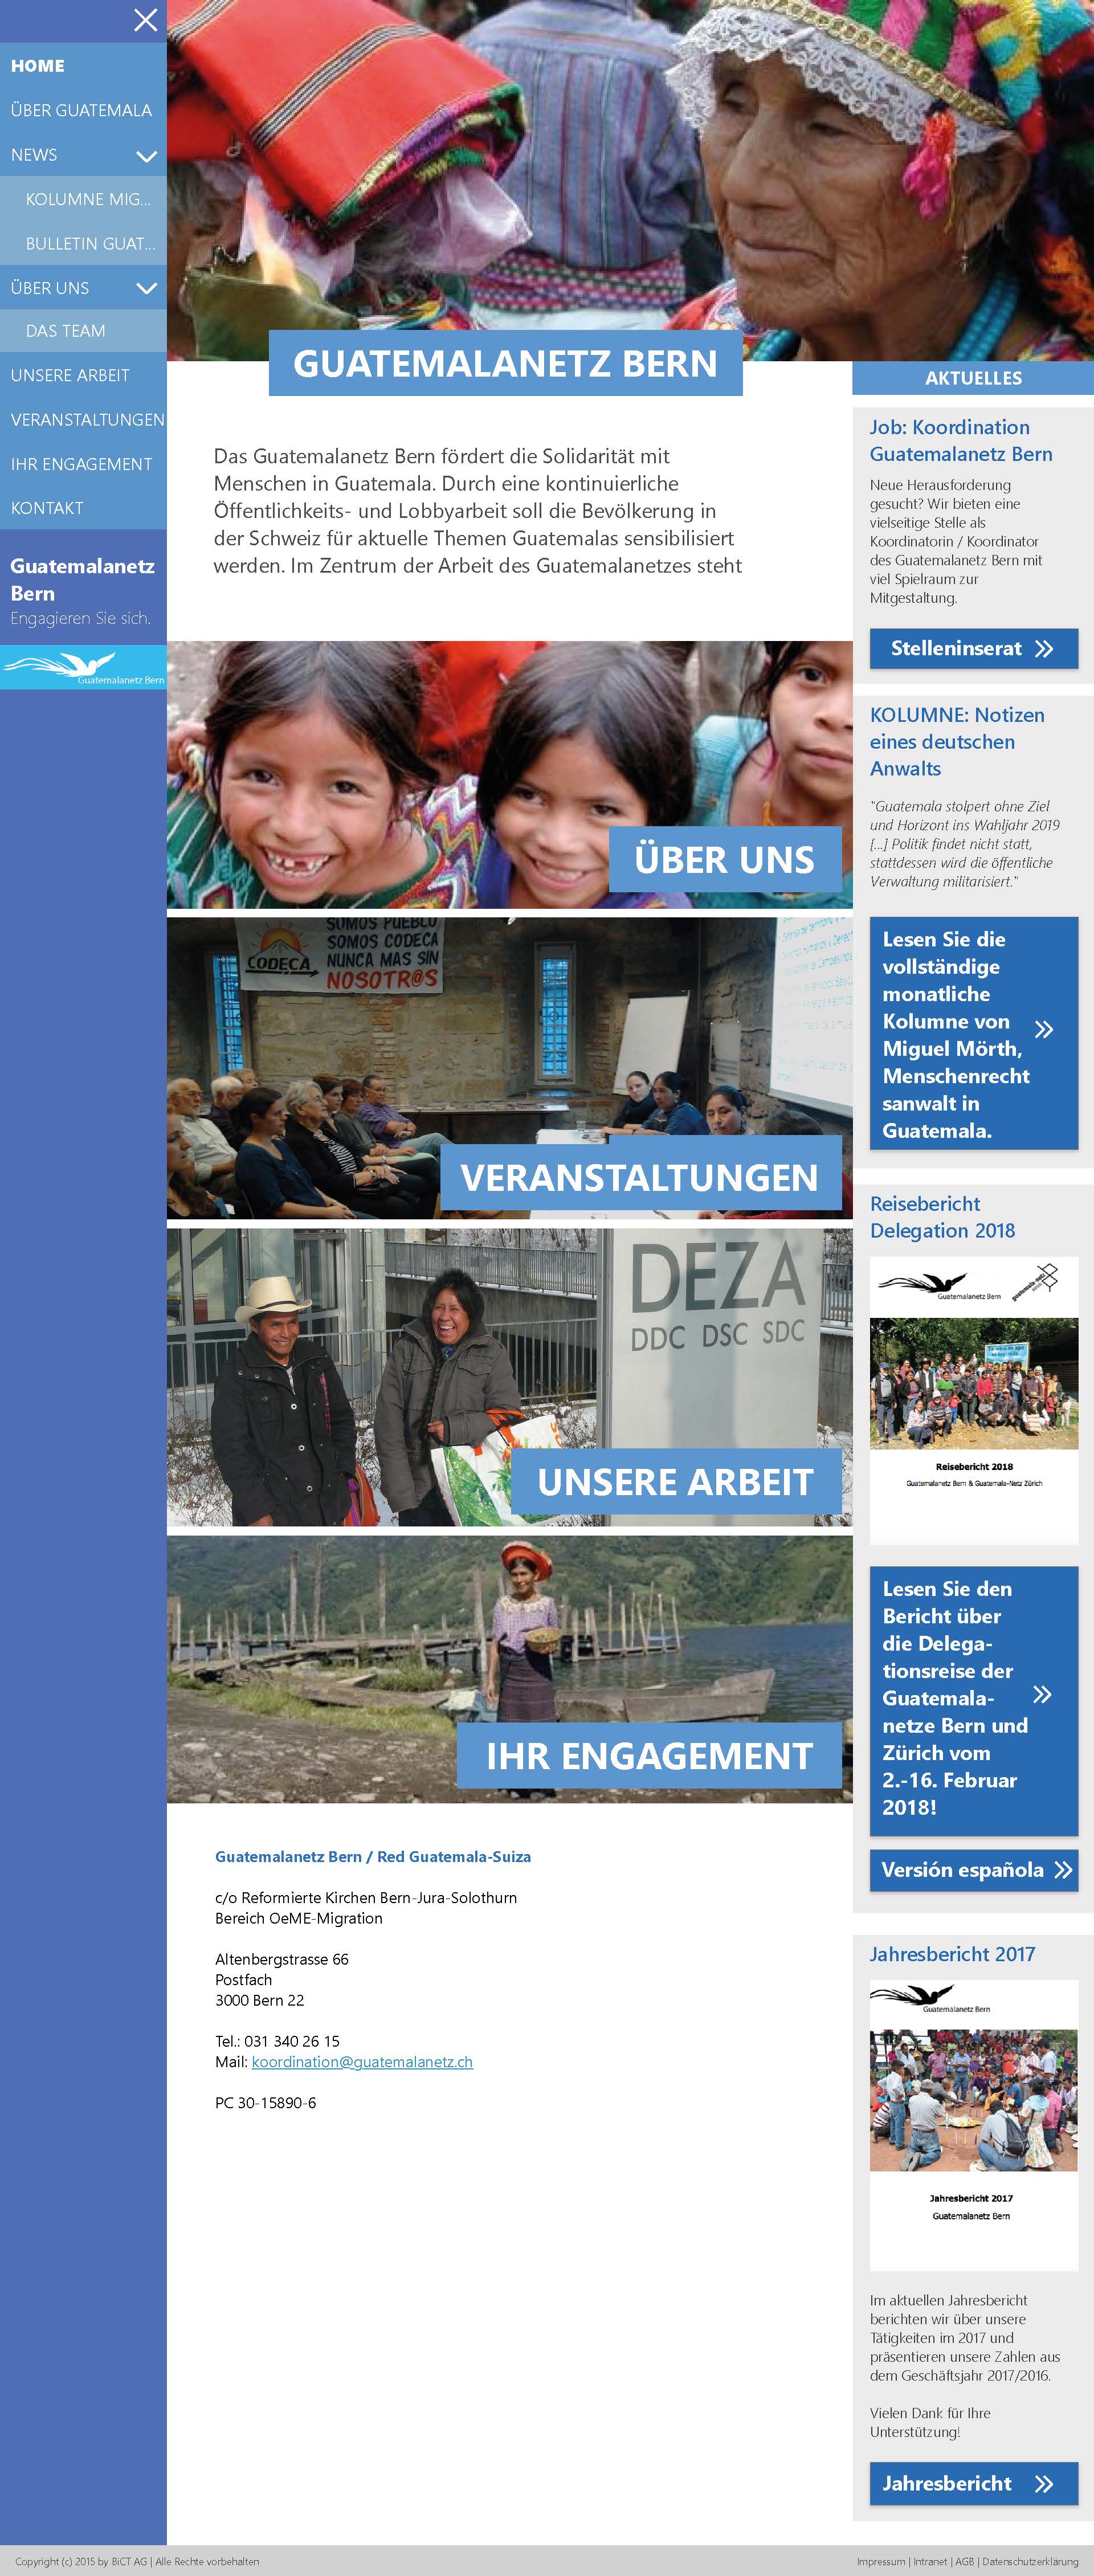 HOME
ÜBER GUATEMALA
NEWS
KOLUMNE MIG...
BULLETIN GUAT...
ÜBER UNS
DAS TEAM
UNSERE ARBEIT
VERANSTALTUNGEN
IHR ENGAGEMENT
KONTAKT
Guatemalanetz
Bern
Engagieren Sie sich.
Guatemalanetz Bern
GUATEMALANETZ BERN
Das Guatemalanetz Bern fördert die Solidarität mit
Menschen in Guatemala. Durch eine kontinuierliche
Öffentlichkeits- und Lobbyarbeit soll die Bevölkerung in
der Schweiz für aktuelle Themen Guatemalas sensibilisiert
werden. Im Zentrum der Arbeit des Guatemalanetzes steht
ÜBER UNS
SOMOS PUEBLO
SOMOS CODECA
NUNCA MAS SIN
NOSOTR@S
CODECA
VERANSTALTUNGEN
DEZA
DDC DSC SDC
UNSERE ARBEIT
IHR ENGAGEMENT
Guatemalanetz Bern / Red Guatemala-Suiza
c/o Reformierte Kirchen Bern-Jura-Solothurn
Bereich OeME-Migration
Altenbergstrasse 66
Postfach
3000 Bern 22
Tel.: 031 340 26 15
Mail: koordination@guatemalanetz.ch
PC 30-15890-6
AKTUELLES
Job: Koordination
Guatemalanetz Bern
Neue Herausforderung
gesucht? Wir bieten eine
vielseitige Stelle als
Koordinatorin / Koordinator
des Guatemalanetz Bern mit
viel Spielraum zur
Mitgestaltung.
Stelleninserat
KOLUMNE: Notizen
eines deutschen
Anwalts
"Guatemala stolpert ohne Ziel
und Horizont ins Wahljahr 2019
[...] Politik findet nicht statt,
stattdessen wird die öffentliche
Verwaltung militarisiert."
Lesen Sie die
vollständige
monatliche
Kolumne von
Miguel Mörth,
Menschenrecht
sanwalt in
Guatemala.
Reisebericht
Delegation 2018
Guatemalanetz Bern
Reisebericht 2018
Guatemalanetz Bern & Guatemala-Netz Zürich
Lesen Sie den
Bericht über
die Delega-
tionsreise der
Guatemala-
netze Bern und
Zürich vom
2.-16. Februar
2018!
Versión española
Jahresbericht 2017
Guatemalanetz Bern
Jahresbericht 2017
Guatemalanetz Bern
Im aktuellen Jahresbericht
berichten wir über unsere
Tätigkeiten im 2017 und
präsentieren unsere Zahlen aus
dem Geschäftsjahr 2017/2016.
Vielen Dank für Ihre
Unterstützung!
Jahresbericht
Copyright (c) 2015 by BiCT AG | Alle Rechte vorbehalten
Impressum | Intranet | AGB | Datenschutzerklärung